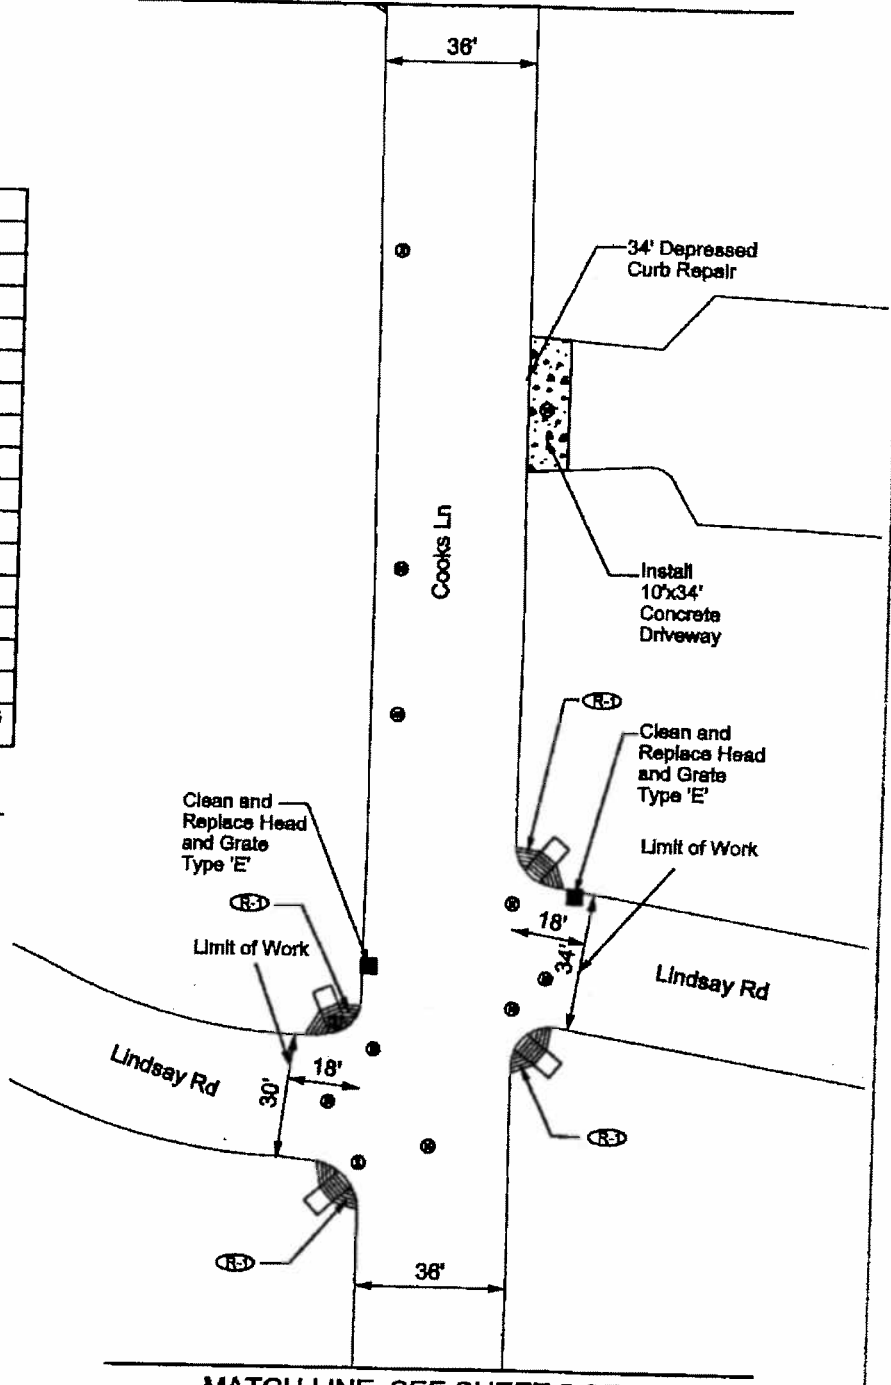 36'
34' Depressed
Curb Repair
Cooks Ln
Install
10'x34'
Concrete
Driveway
R-1
Clean and
Replace Head
and Grate
Type 'E'
Clean and
Replace Head
and Grate
Type 'E'
Limit of Work
R-1
18'
34'
Limit of Work
Lindsay Rd
Lindsay Rd
18'
30'
R-1
R-1
36'
MATCH LINE, SEE SHEET